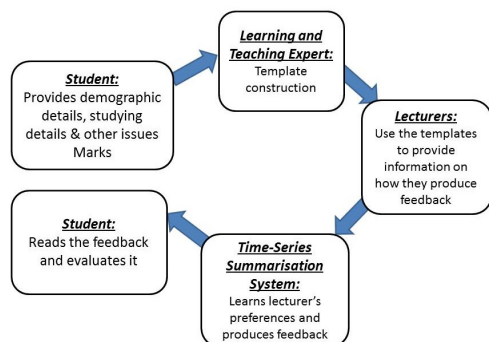 Student:
Provides demographic
details, studying
details & other issues
Marks
Learning and
Teaching Expert:
Template
construction
Lecturers:
Use the templates
to provide
information on
how they produce
feedback
Time-Series
Summarisation
System:
Learns lecturer's
preferences and
produces feedback
Student:
Reads the feedback
and evaluates it